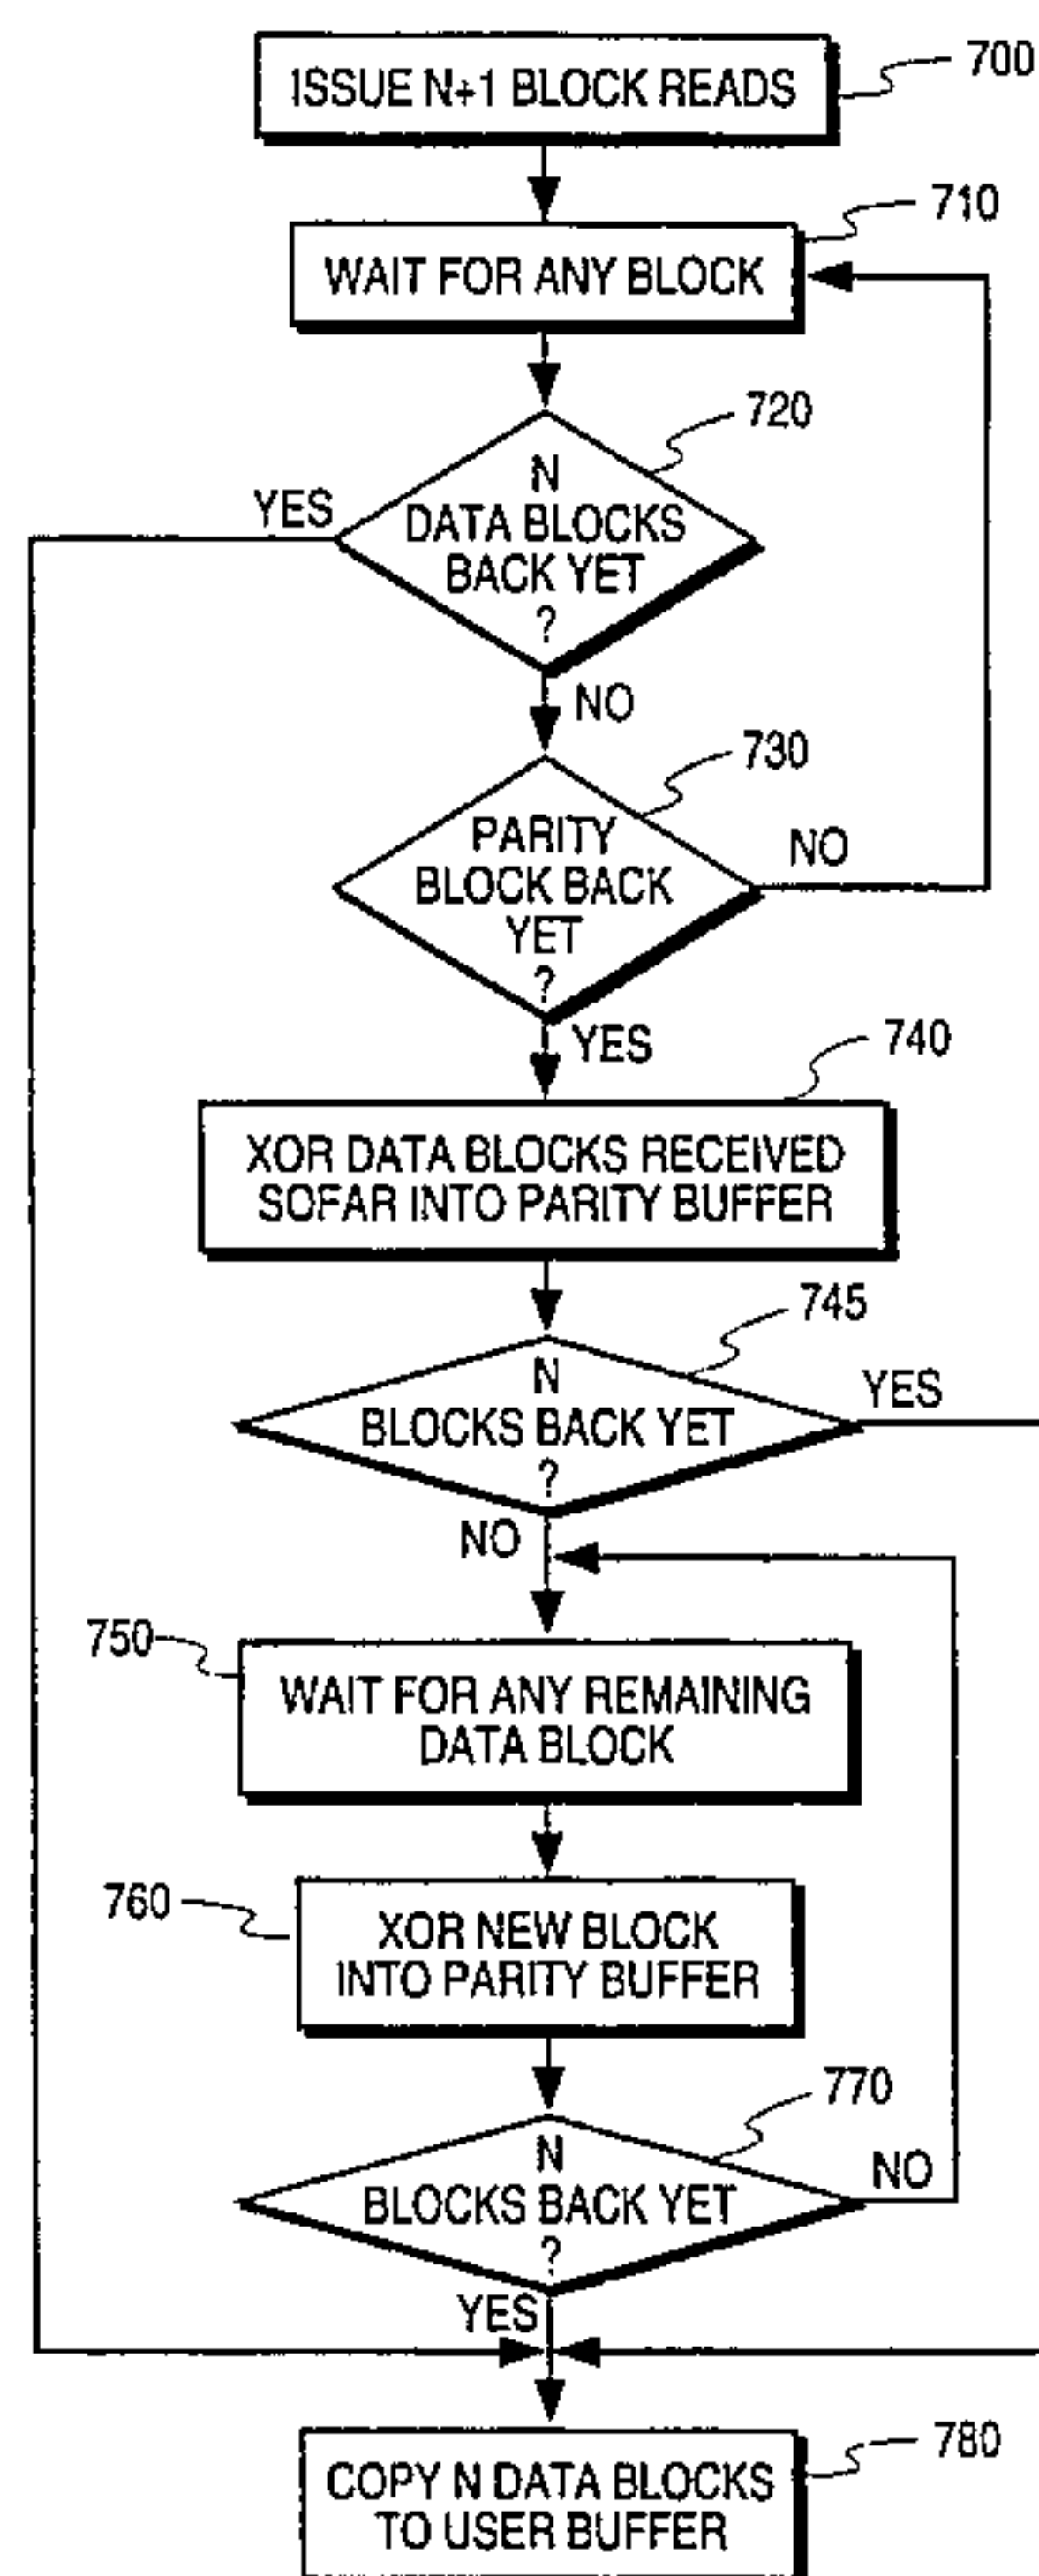 ISSUE N+1 BLOCK READS
700
710
WAIT FOR ANY BLOCK
720
N
DATA BLOCKS
BACK YET
?
YES
NO
730
PARITY
BLOCK BACK
YET
?
NO
YES
740
XOR DATA BLOCKS RECEIVED
SOFAR INTO PARITY BUFFER
745
N
BLOCKS BACK YET
?
YES
NO
750
WAIT FOR ANY REMAINING
DATA BLOCK
760
XOR NEW BLOCK
INTO PARITY BUFFER
770
N
BLOCKS BACK YET
?
NO
YES
780
COPY N DATA BLOCKS
TO USER BUFFER